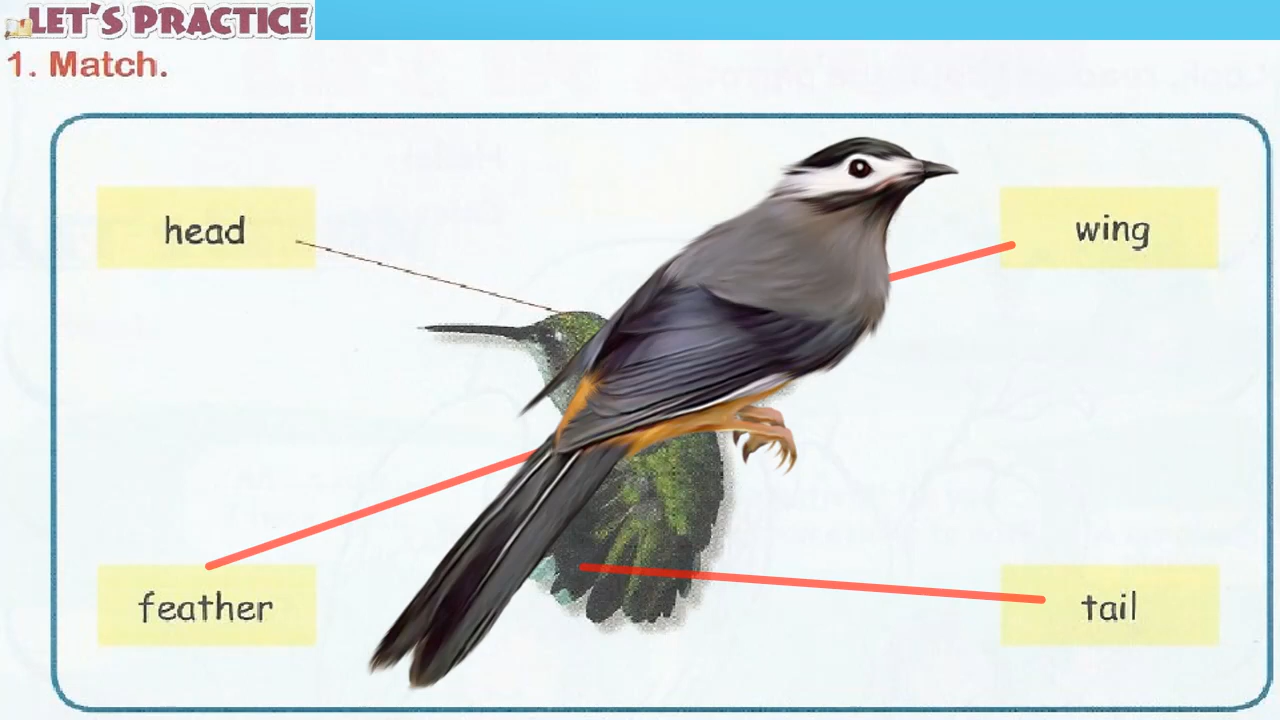 LET'S PRACTICE
1. Match.
head
wing
feather
tail